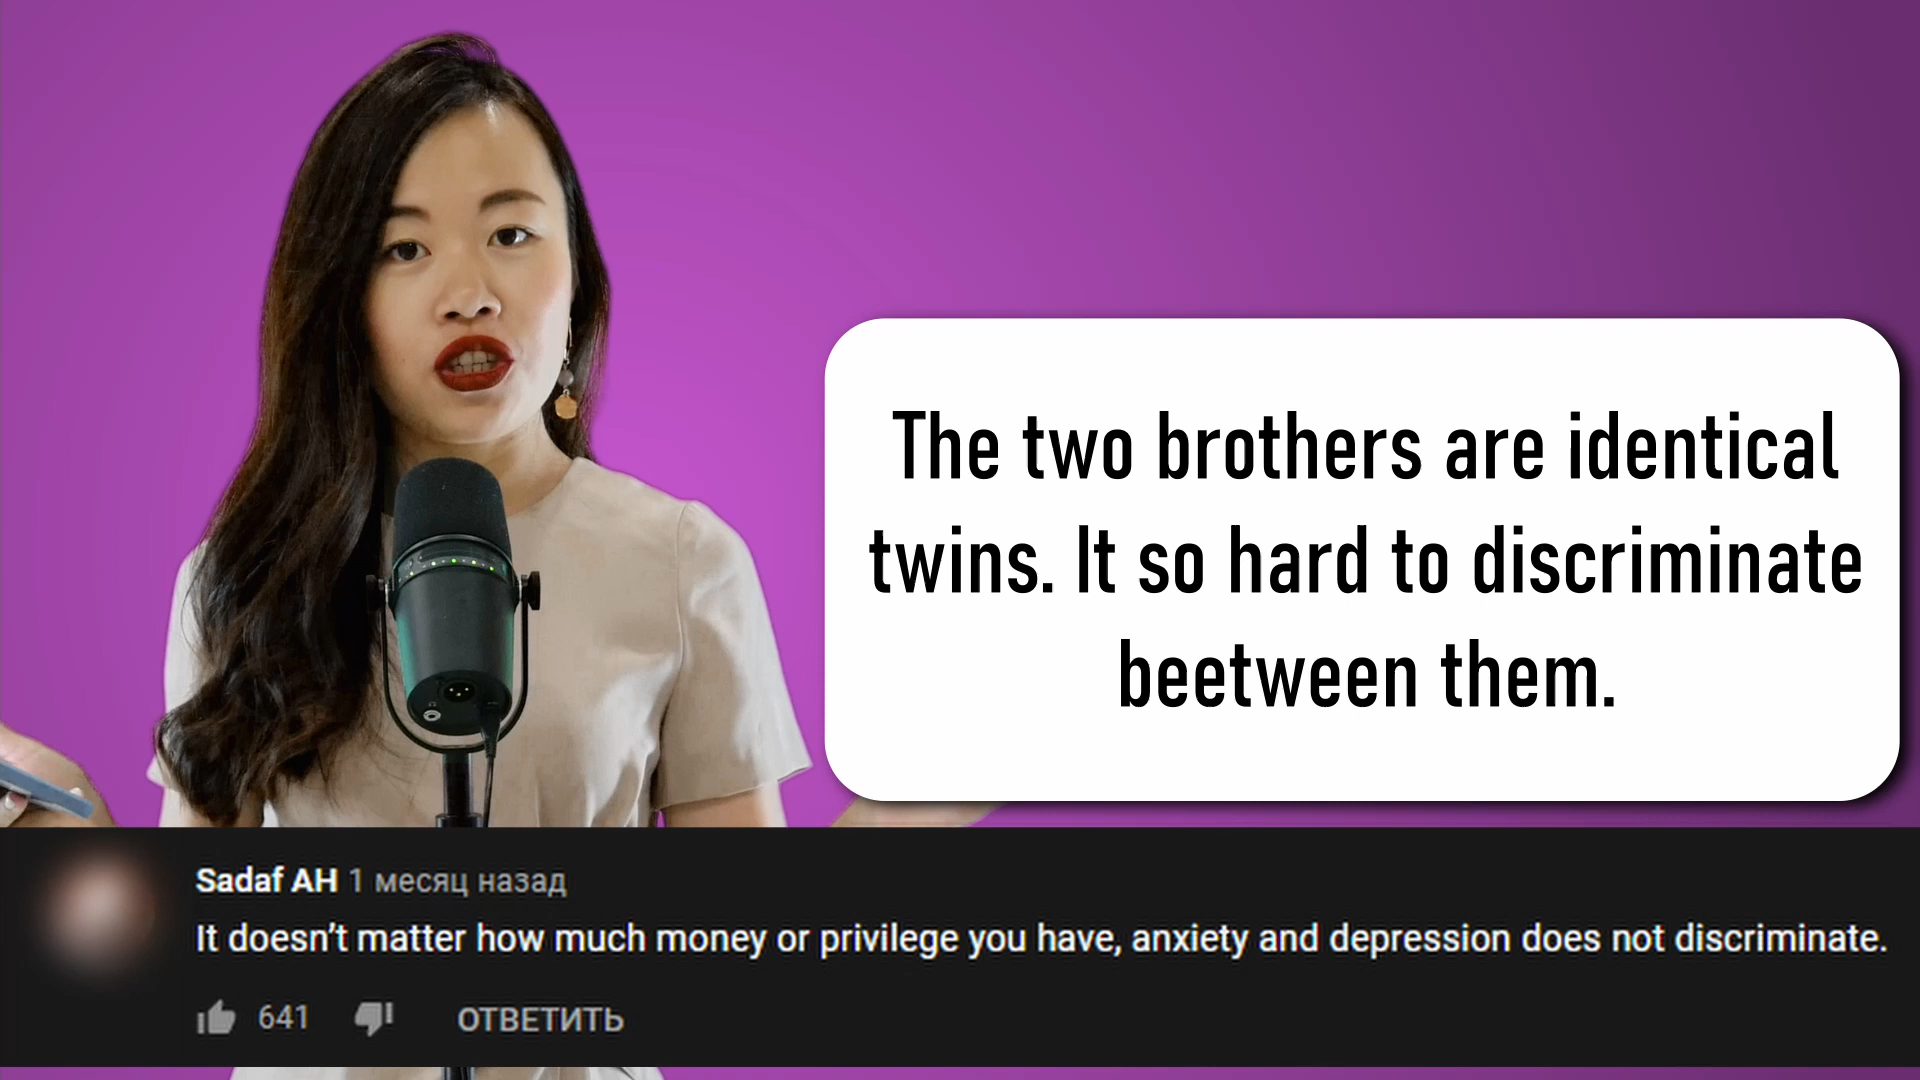 The two brothers are identical
twins. It so hard to discriminate
beetween them.
Sadaf AH 1 месяц назад
It doesn’t matter how much money or privilege you have, anxiety and depression does not discriminate.
641
ОТВЕТИТЬ